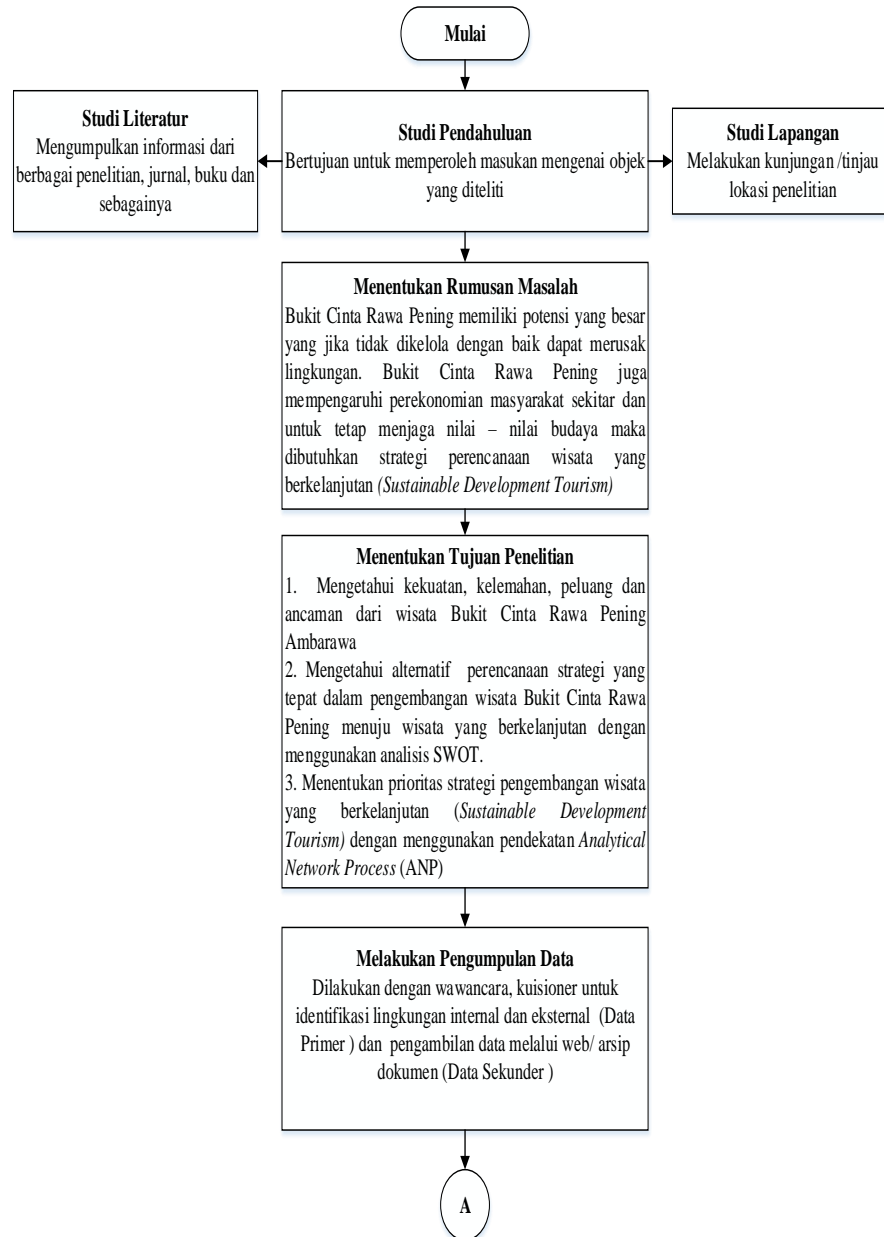 Mulai
Studi Literatur
Mengumpulkan informasi dari
berbagai penelitian, jurnal, buku dan
sebagainya
Studi Pendahuluan
Bertujuan untuk memperoleh masukan mengenai objek
yang diteliti
Studi Lapangan
Melakukan kunjungan /tinjau
lokasi penelitian
Menentukan Rumusan Masalah
Bukit Cinta Rawa Pening memiliki potensi yang besar
yang jika tidak dikelola dengan baik dapat merusak
lingkungan. Bukit Cinta Rawa Pening juga
mempengaruhi perekonomian masyarakat sekitar dan
untuk tetap menjaga nilai – nilai budaya maka
dibutuhkan strategi perencanaan wisata yang
berkelanjutan (Sustainable Development Tourism)
Menentukan Tujuan Penelitian
1. Mengetahui kekuatan, kelemahan, peluang dan
ancaman dari wisata Bukit Cinta Rawa Pening
Ambarawa
2. Mengetahui alternatif perencanaan strategi yang
tepat dalam pengembangan wisata Bukit Cinta Rawa
Pening menuju wisata yang berkelanjutan dengan
menggunakan analisis SWOT.
3. Menentukan prioritas strategi pengembangan wisata
yang berkelanjutan (Sustainable Development
Tourism) dengan menggunakan pendekatan Analytical
Network Process (ANP)
Melakukan Pengumpulan Data
Dilakukan dengan wawancara, kuisioner untuk
identifikasi lingkungan internal dan eksternal (Data
Primer ) dan pengambilan data melalui web/ arsip
dokumen (Data Sekunder )
A